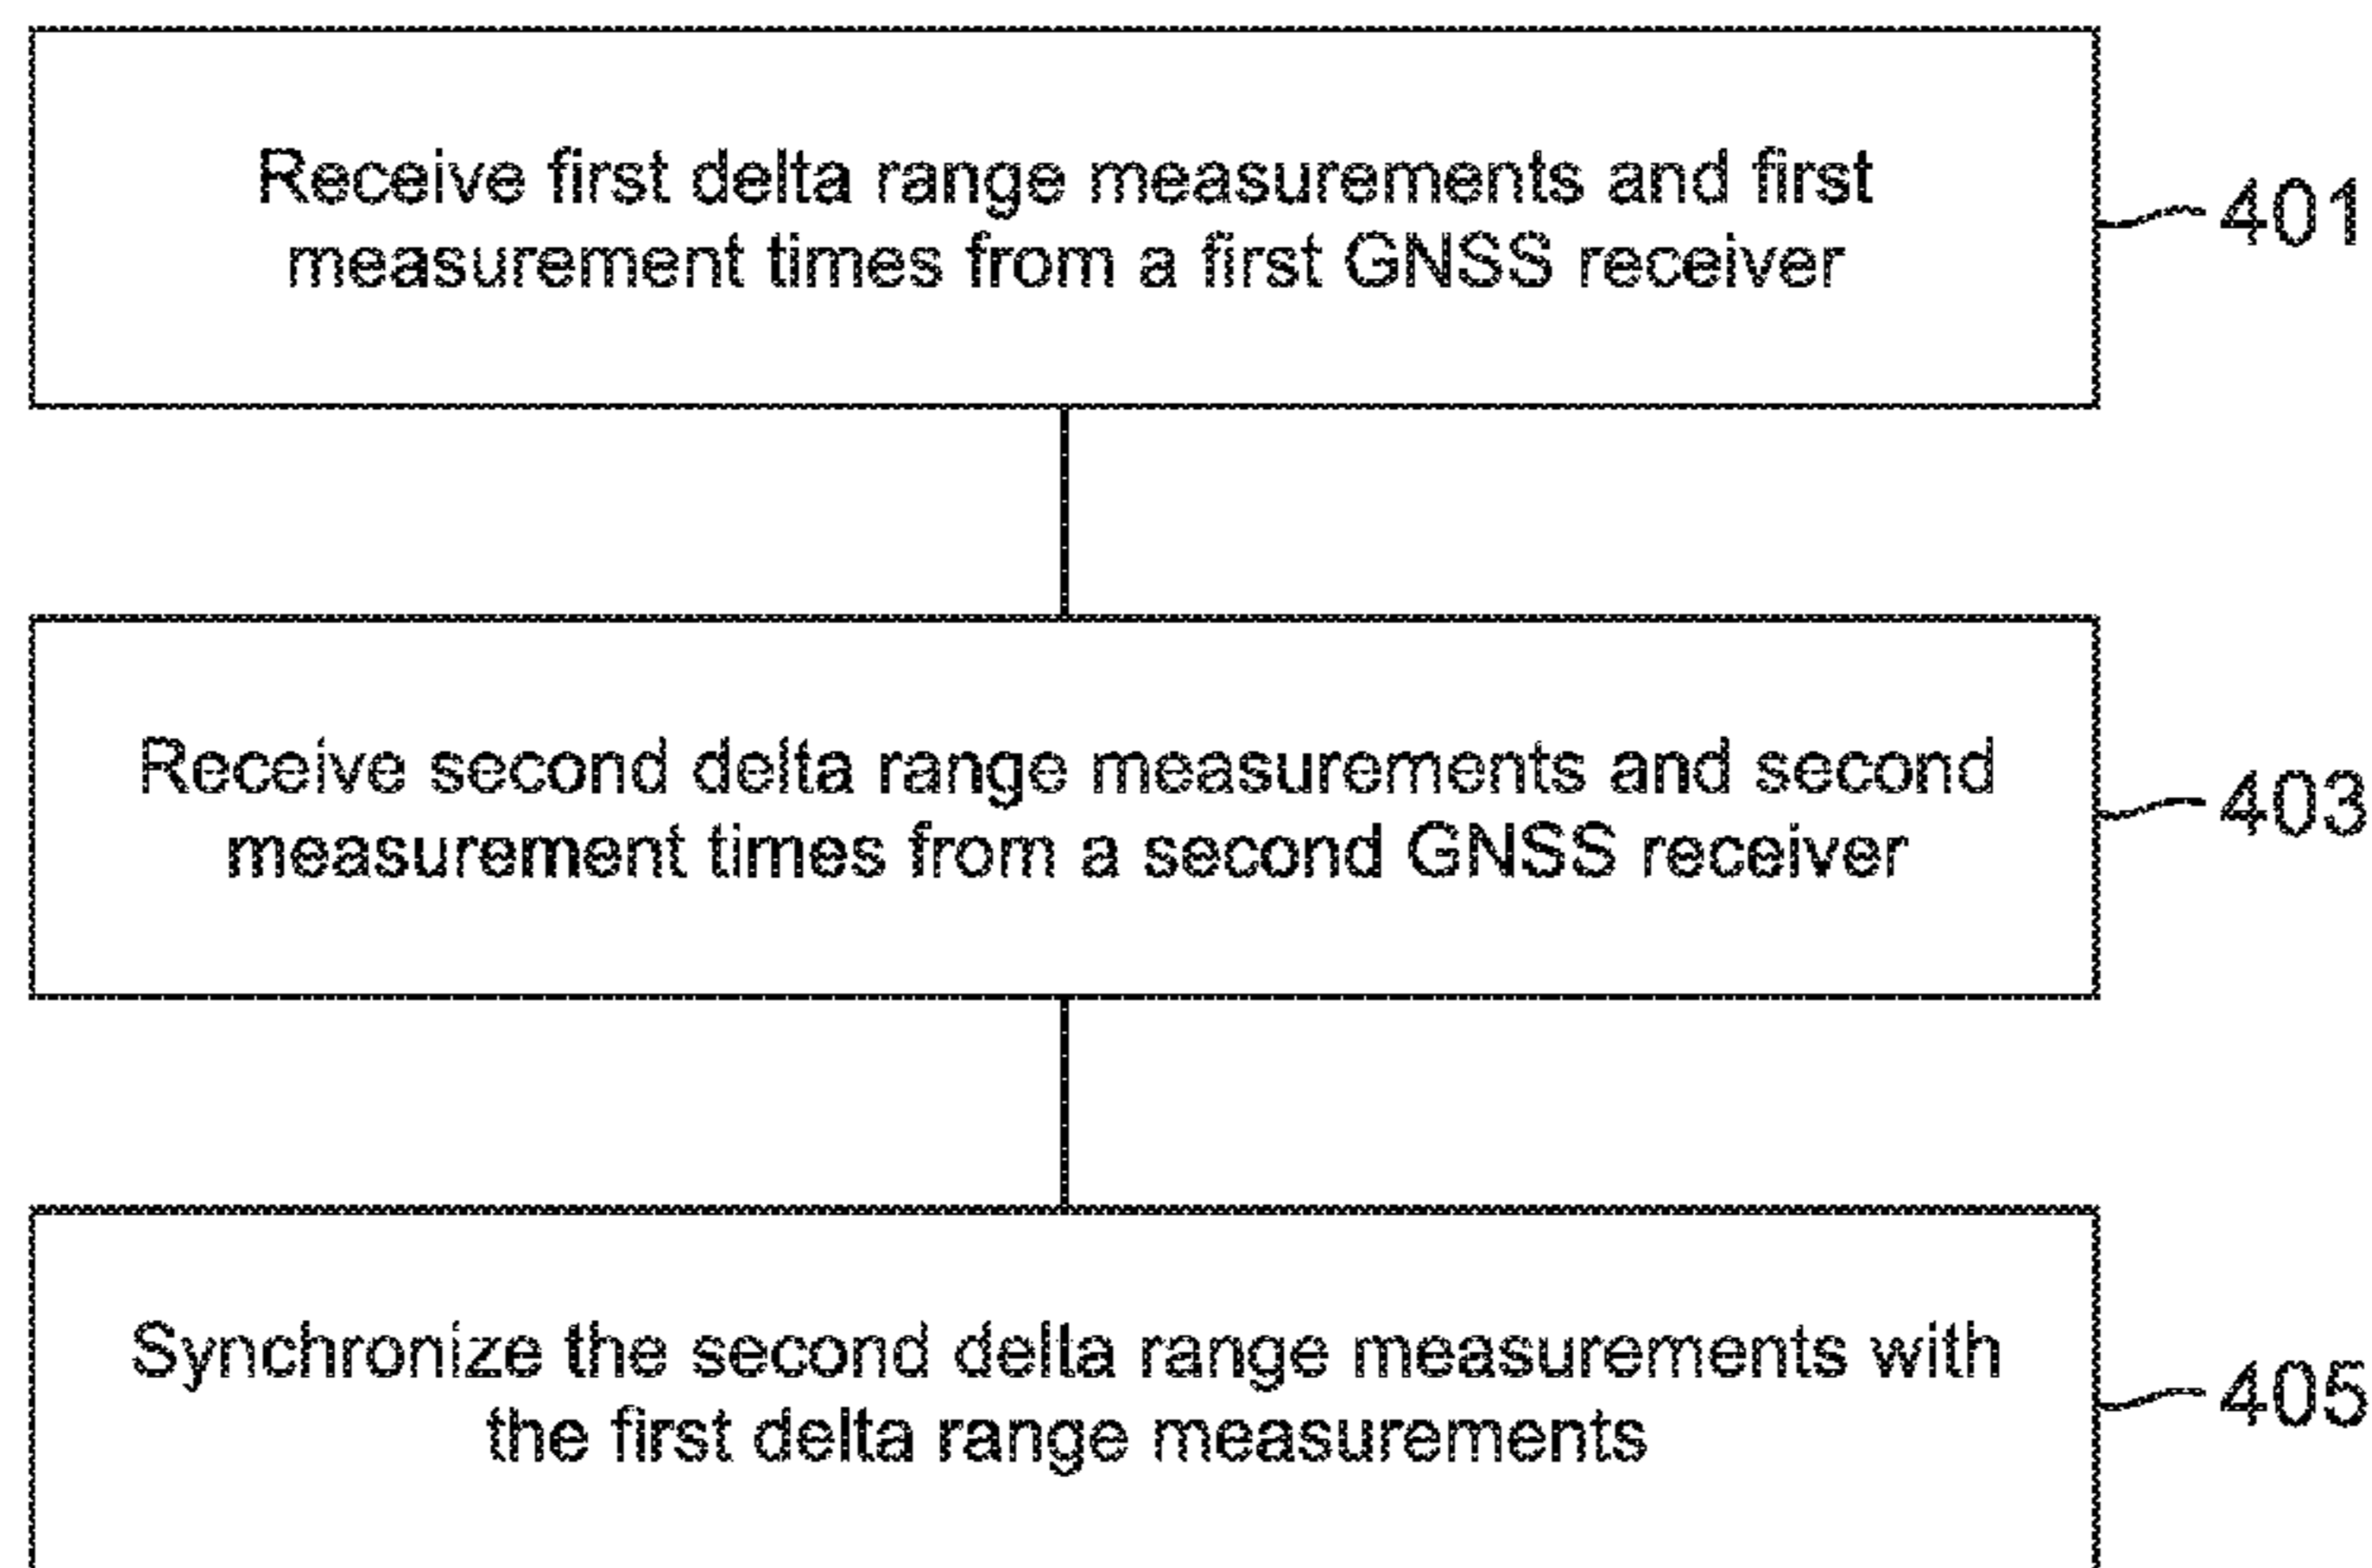 Receive first delta range measurements and first
measurement times from a first GNSS receiver
401
Receive second delta range measurements and second
measurement times from a second GNSS receiver
403
Synchronize the second delta range measurements with
the first delta range measurements
405